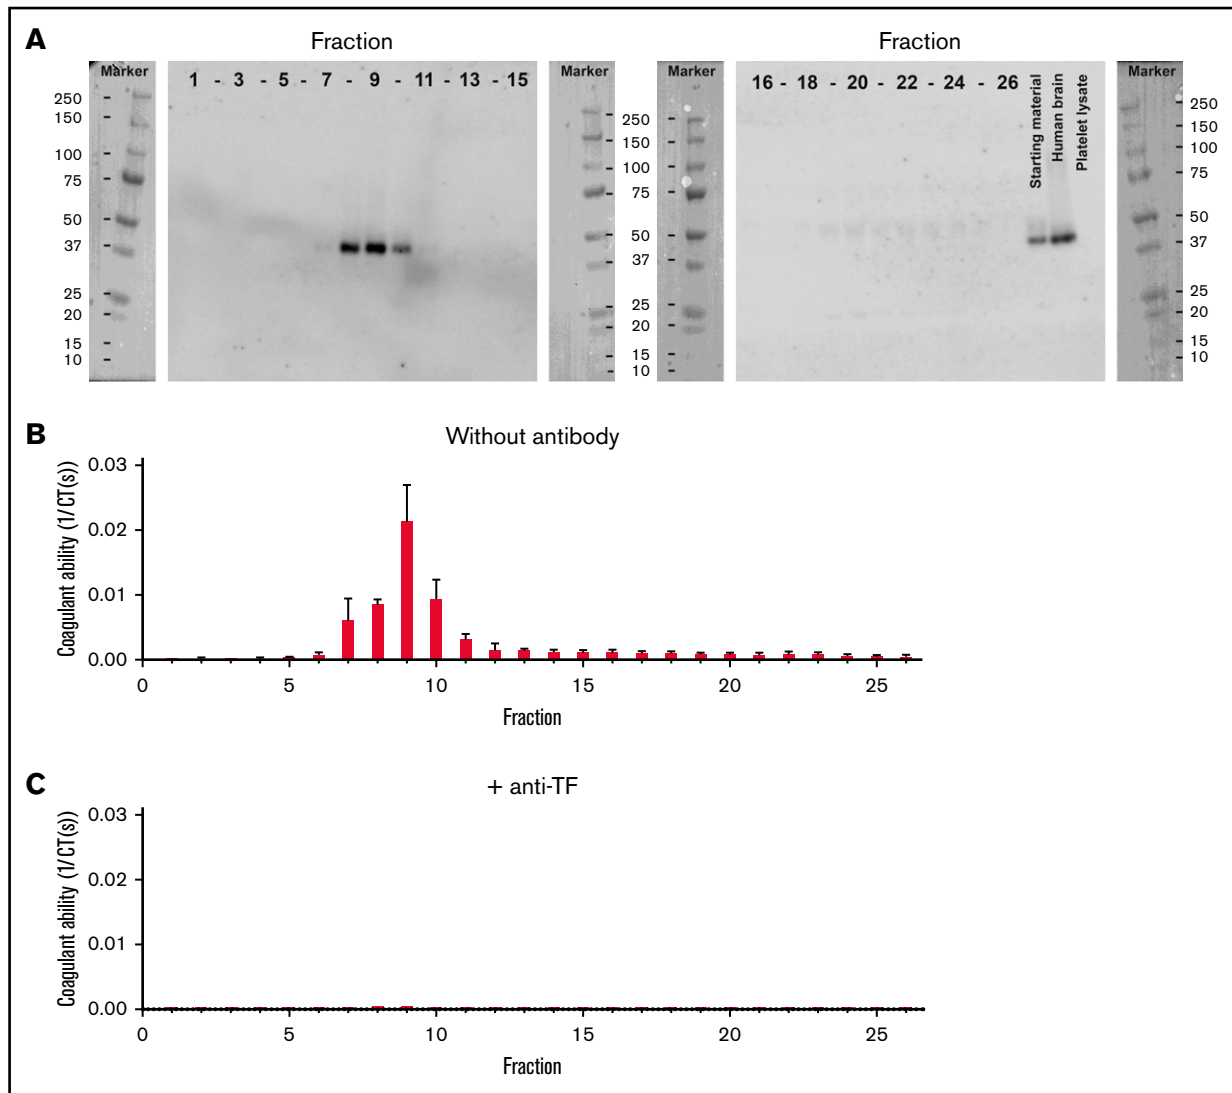 A
Fraction
Fraction
Marker
1 - 3 - 5 - 7 - 9 - 11 - 13 - 15
Marker
Marker
16 - 18 - 20 - 22 - 24 - 26
Starting material
Human brain
Platelet lysate
Marker
250
150
100
75
50
37
25
20
15
10
250
150
100
75
50
37
25
20
15
10
250
150
100
75
50
37
25
20
15
10
B
Without antibody
Coagulant ability (1/CT(s))
0.03
0.02
0.01
0.00
0 5 10 15 20 25
Fraction
C
+ anti-TF
Coagulant ability (1/CT(s))
0.03
0.02
0.01
0.00
0 5 10 15 20 25
Fraction